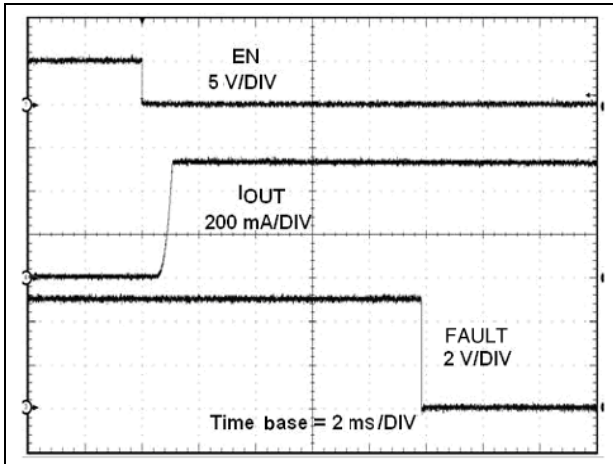 EN
5 V/DIV
IOUT
200 mA/DIV
FAULT
2 V/DIV
Time base = 2 ms/DIV